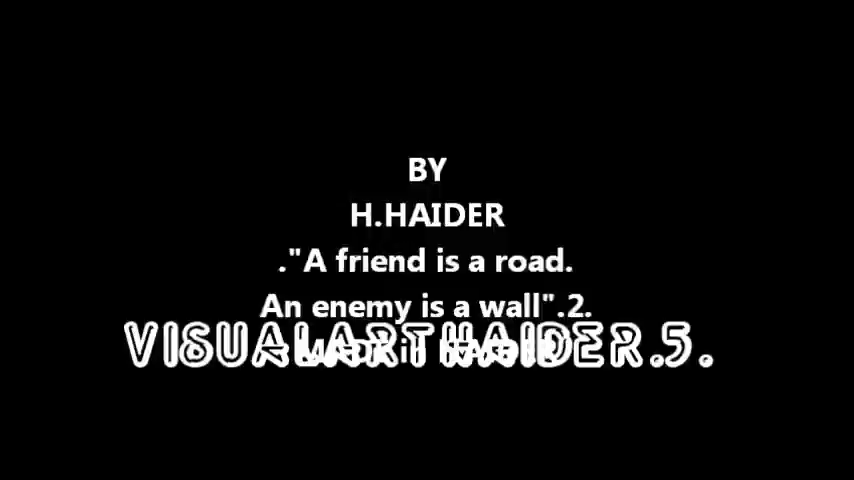 BY
H.HAIDER
."A friend is a road.
An enemy is a wall".2.
VISUALARTHAIDER.5.